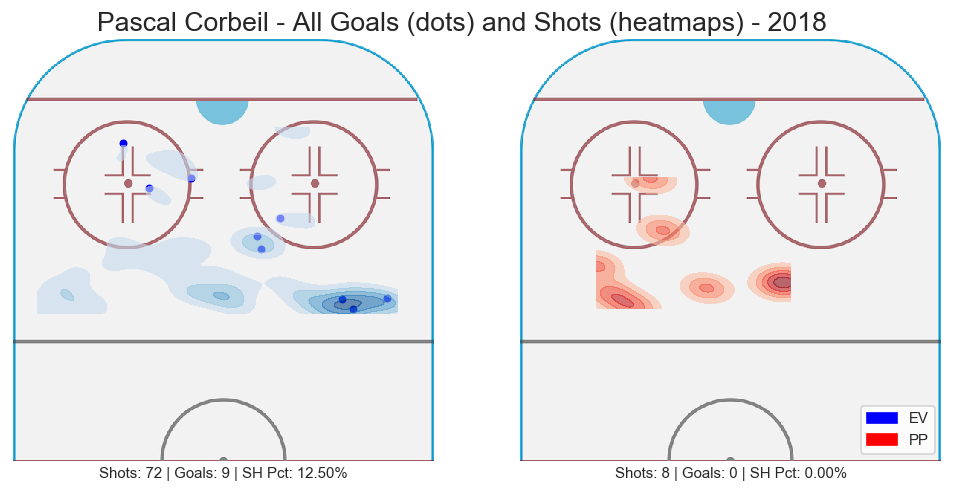 Pascal Corbeil - All Goals (dots) and Shots (heatmaps) - 2018
EV
PP
Shots: 72 | Goals: 9 | SH Pct: 12.50%
Shots: 8 | Goals: 0 | SH Pct: 0.00%